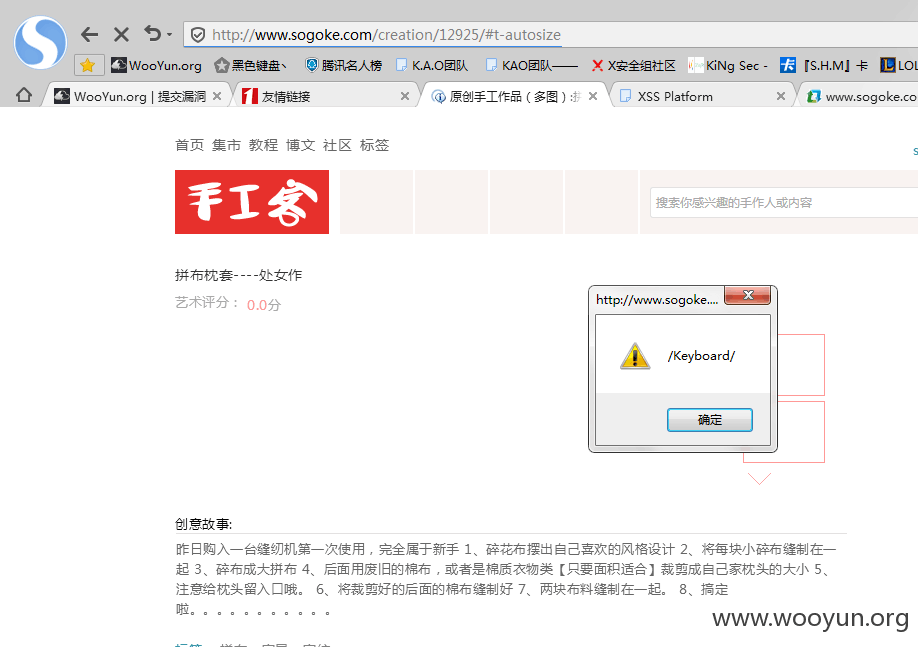 http://www.sogoke.com/creation/12925/#t-autosize
WooYun.org 黑色键盘丶 腾讯名人榜 K.A.O团队 KAO团队—— X安全组社区 KiNg Sec - 『S.H.M』卡 LOL
WooYun.org | 提交漏洞 友情链接 原创手工作品（多图）: XSS Platform www.sogoke.co
首页 集市 教程 博文 社区 标签
手工客
搜索你感兴趣的手作人或内容
拼布枕套----处女作
艺术评分： 0.0分
http://www.sogoke....
/Keyboard/
确定
创意故事:
昨日购入一台缝纫机第一次使用，完全属于新手 1、碎花布摆出自己喜欢的风格设计 2、将每块小碎布缝制在一
起 3、碎布成大拼布 4、后面用废旧的棉布，或者是棉质衣物类【只要面积适合】裁剪成自己家枕头的大小 5、
注意给枕头留入口哦。 6、将裁剪好的后面的棉布缝制好 7、两块布料缝制在一起。 8、搞定
啦。。。。。。。。。。。
www.wooyun.org